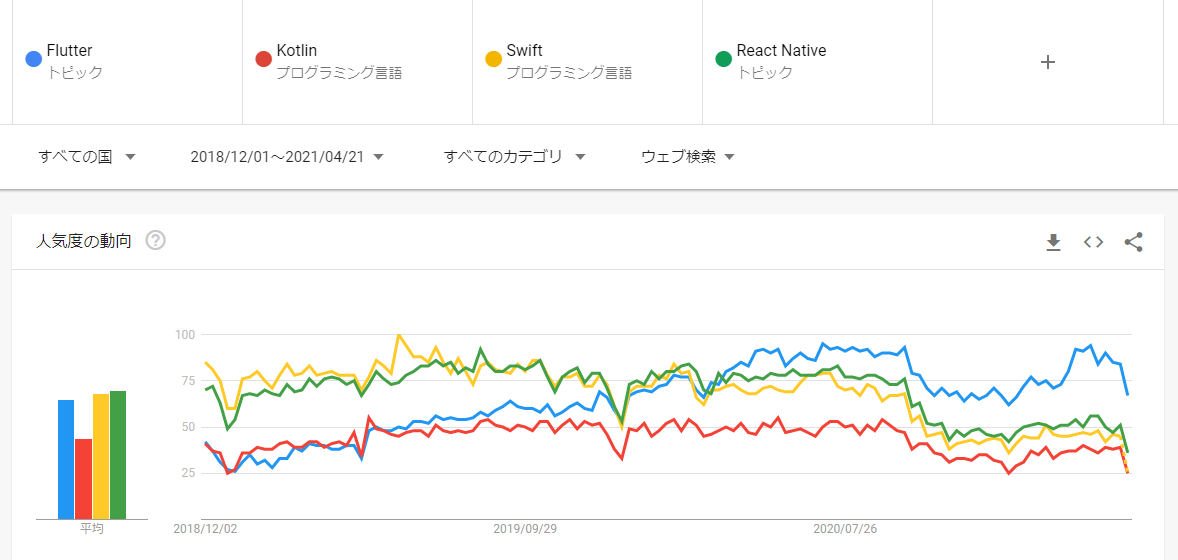 Flutter
トピック
Kotlin
プログラミング言語
Swift
プログラミング言語
React Native
トピック
+
すべての国
2018/12/01～2021/04/21
すべてのカテゴリ
ウェブ検索
人気度の動向
?
100
75
50
25
平均
2018/12/02
2019/09/29
2020/07/26